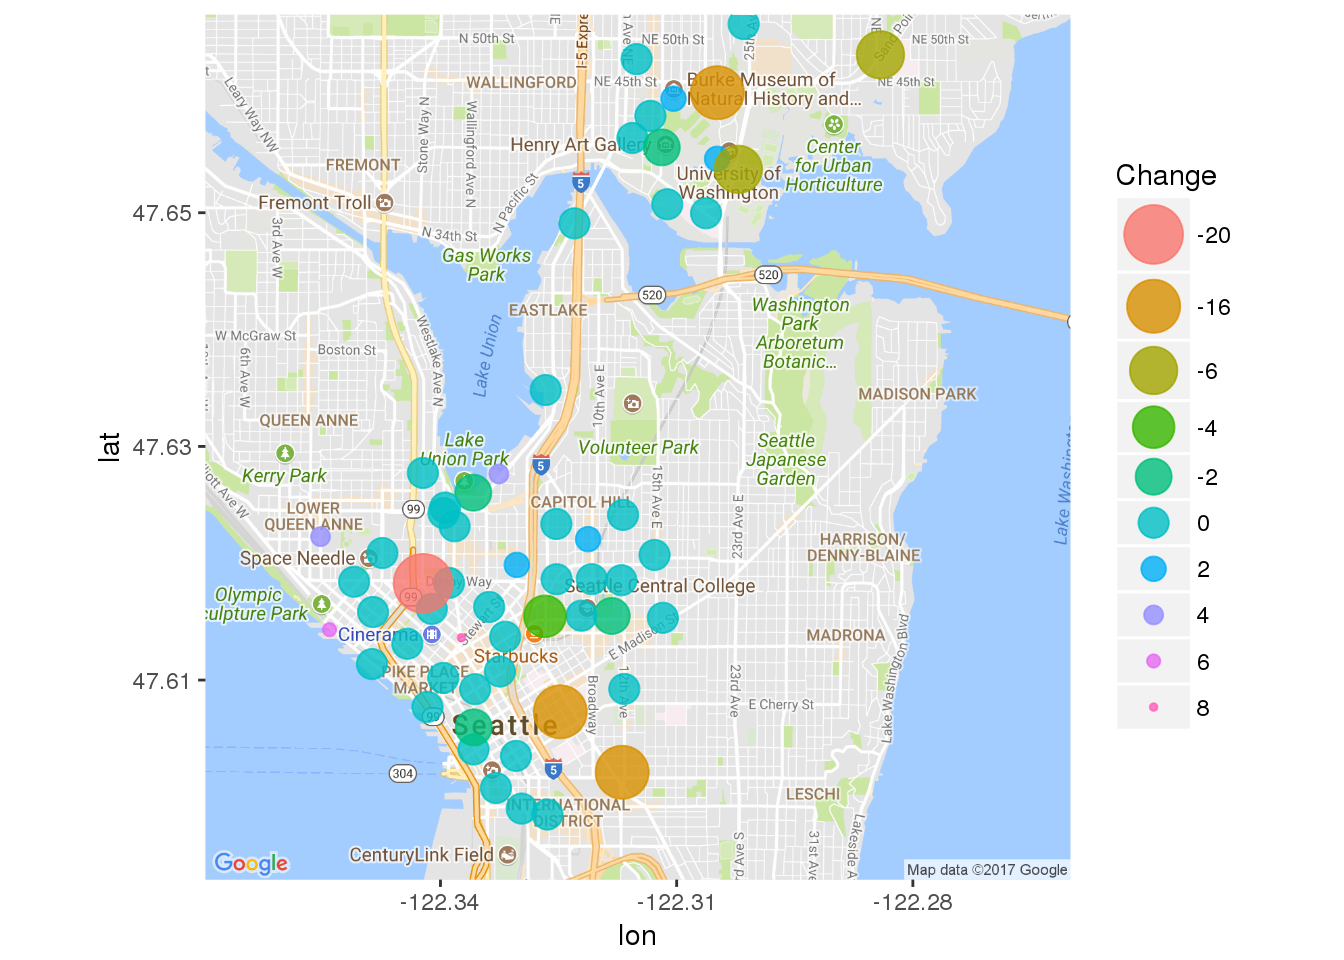 N 50th St
NE 50th St
NE 50th St
I-5 Expre
WALLINGFORD
NE 45th St
NE 45th St
Burke Museum of
Natural History and...
Leary Way NW
Stone Way N
Wallingford Ave N
Henry Art Gallery
Center
for Urban
Horticulture
FREMONT
University of
Washington
Fremont Troll
N Pacific St
5
47.65
3rd Ave W
N 34th St
Gas Works
Park
520
520
EASTLAKE
Washington
Park
Arboretum
Botanic...
W McGraw St
Boston St
6th Ave W
Westlake Ave N
Lake Union
10th Ave E
MADISON PARK
QUEEN ANNE
47.63
Lake
Union Park
Volunteer Park
Seattle
Japanese
Garden
Kerry Park
5
15th Ave E
CAPITOL HILL
99
LOWER
QUEEN ANNE
23rd Ave E
HARRISON/
DENNY-BLAINE
Space Needle
Seattle Central College
Olympic
culpture Park
99
Cinerama
E Madison St
MADRONA
Starbucks
PIKE PLACE
MARKET
47.61
Broadway
12th Ave
23rd Ave
E Cherry St
Lake Washington Blvd
99
Seattle
304
5
LESCHI
INTERNATIONAL
DISTRICT
CenturyLink Field
31st Ave
Lakeside A
Google
Map data ©2017 Google
-122.34
-122.31
-122.28
lon
lat
Change
-20
-16
-6
-4
-2
0
2
4
6
8